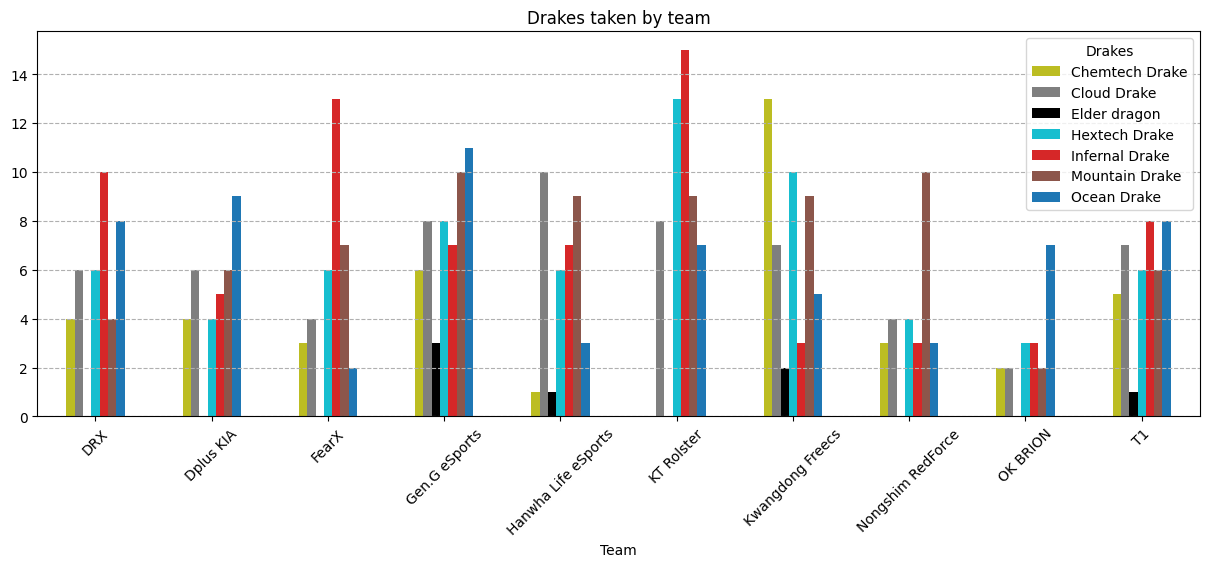 Drakes taken by team
Drakes
Chemtech Drake
Cloud Drake
Elder dragon
Hextech Drake
Infernal Drake
Mountain Drake
Ocean Drake
14
12
10
8
6
4
2
0
DRX
Dplus KIA
FearX
Gen.G eSports
Hanwha Life eSports
KT Rolster
Kwangdong Freecs
Nongshim RedForce
OK BRION
T1
Team